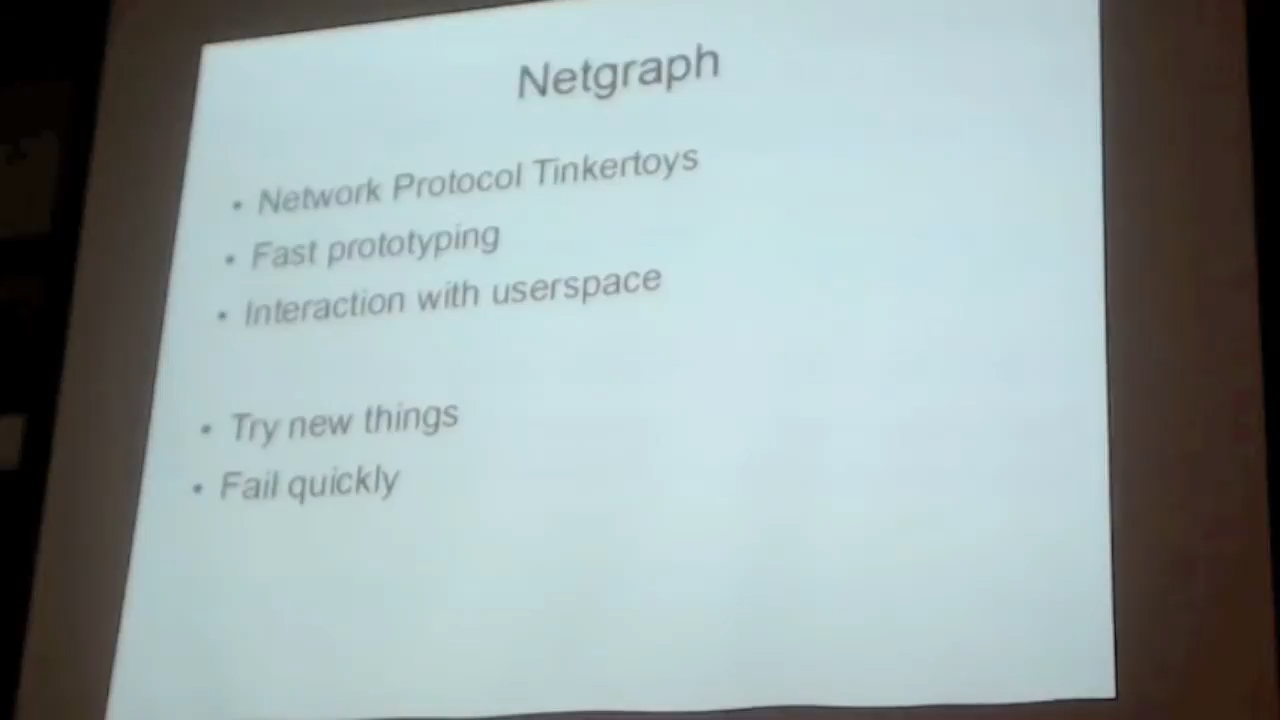 Netgraph
• Network Protocol Tinkertoys
• Fast prototyping
• Interaction with userspace
• Try new things
• Fail quickly